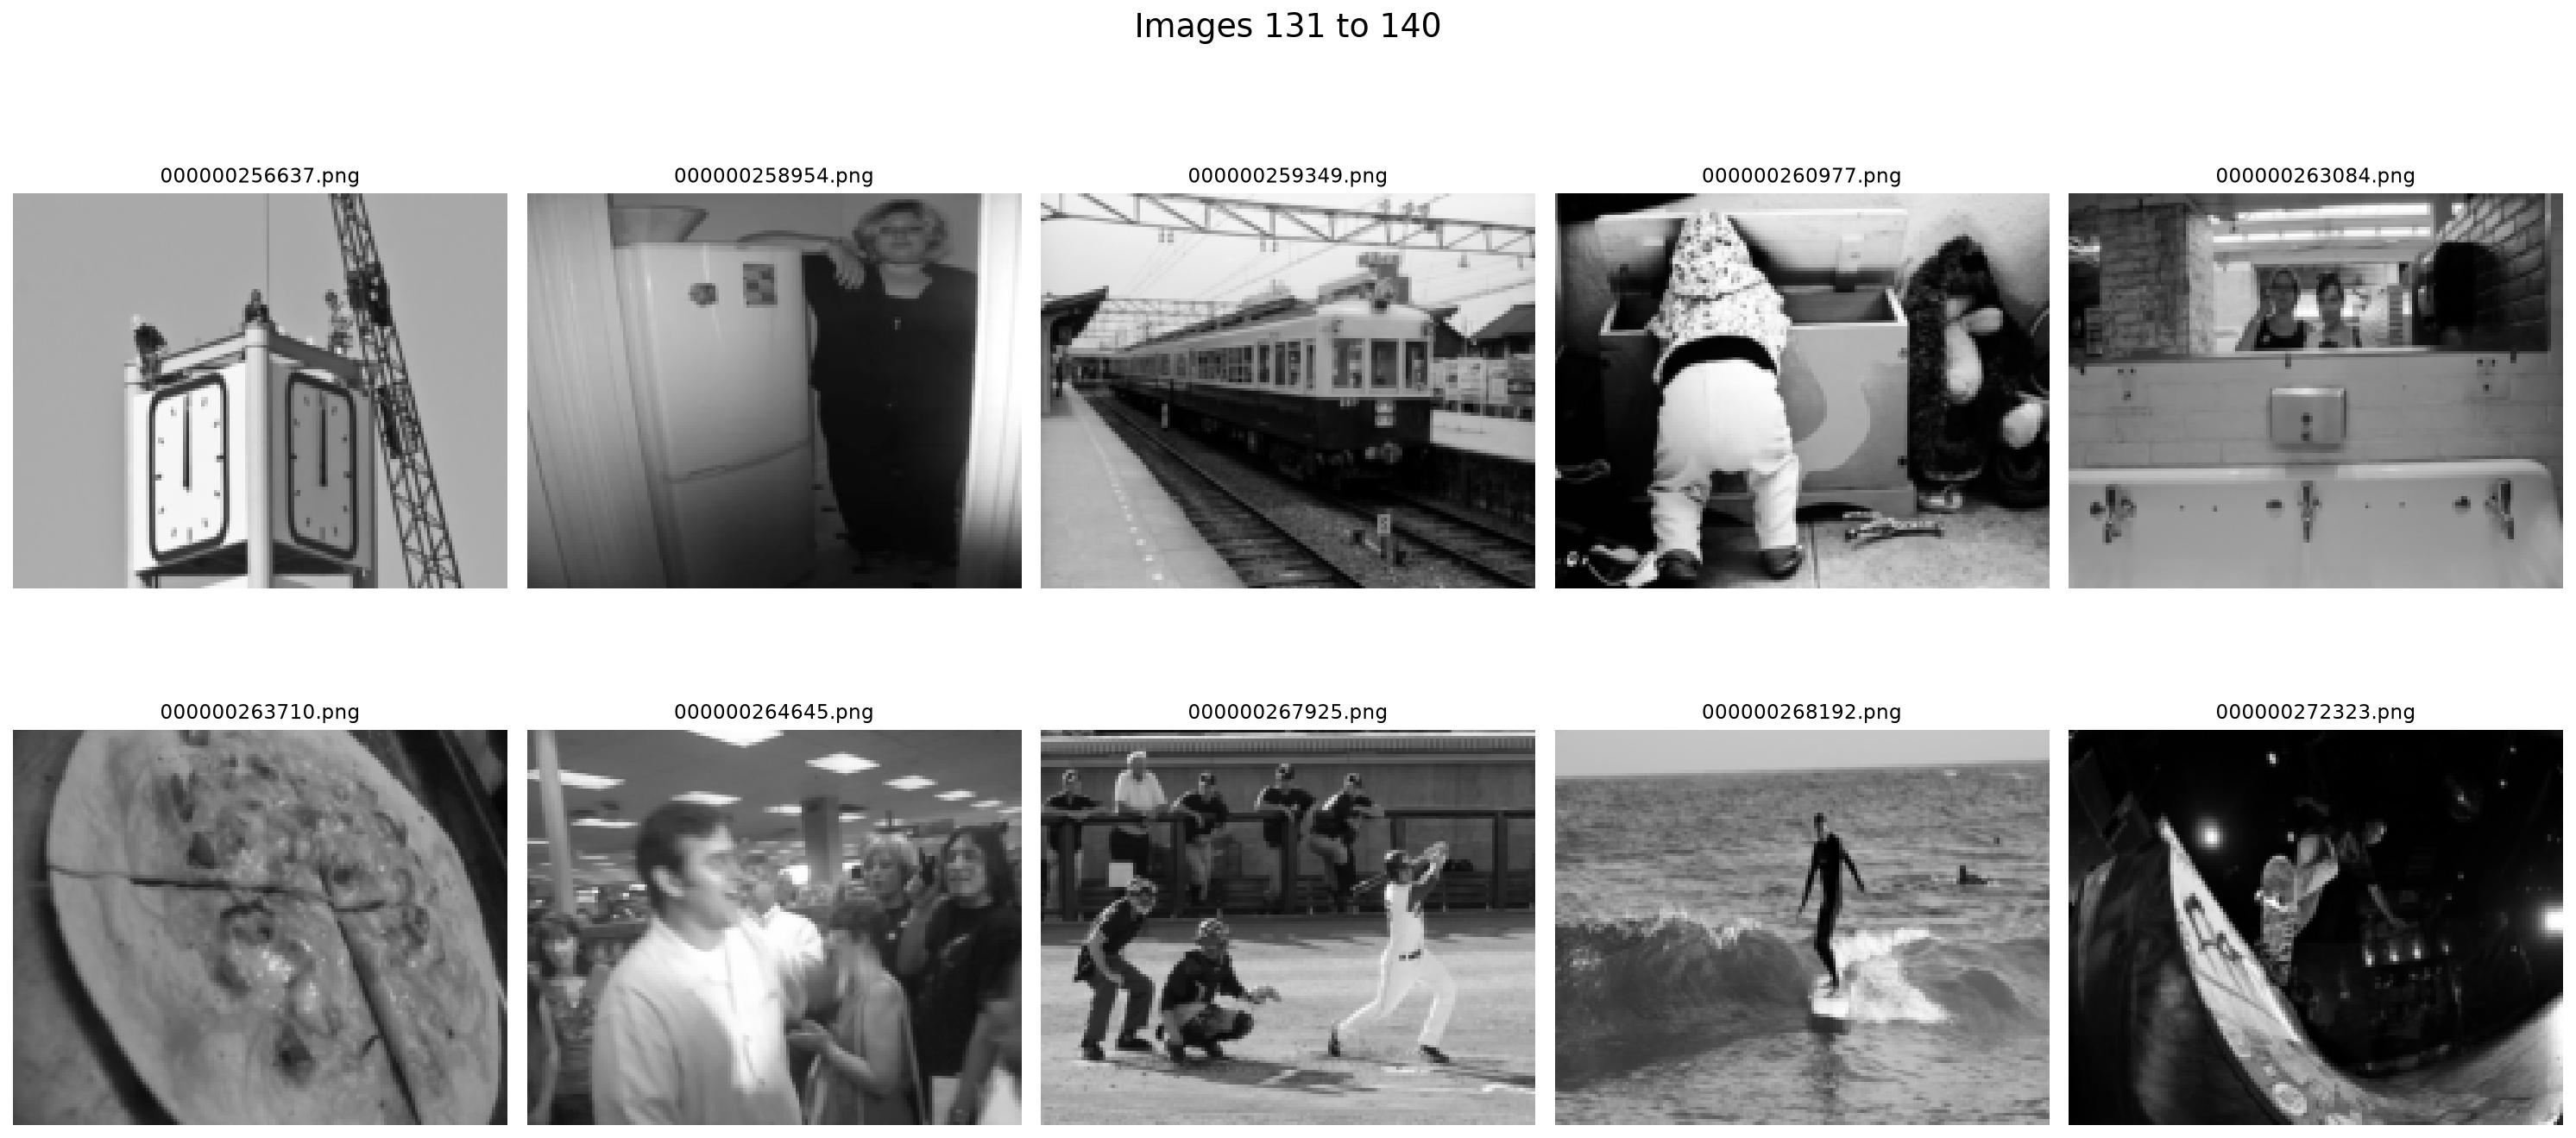 Images 131 to 140
000000256637.png
000000258954.png
000000259349.png
000000260977.png
000000263084.png
000000263710.png
000000264645.png
000000267925.png
000000268192.png
000000272323.png